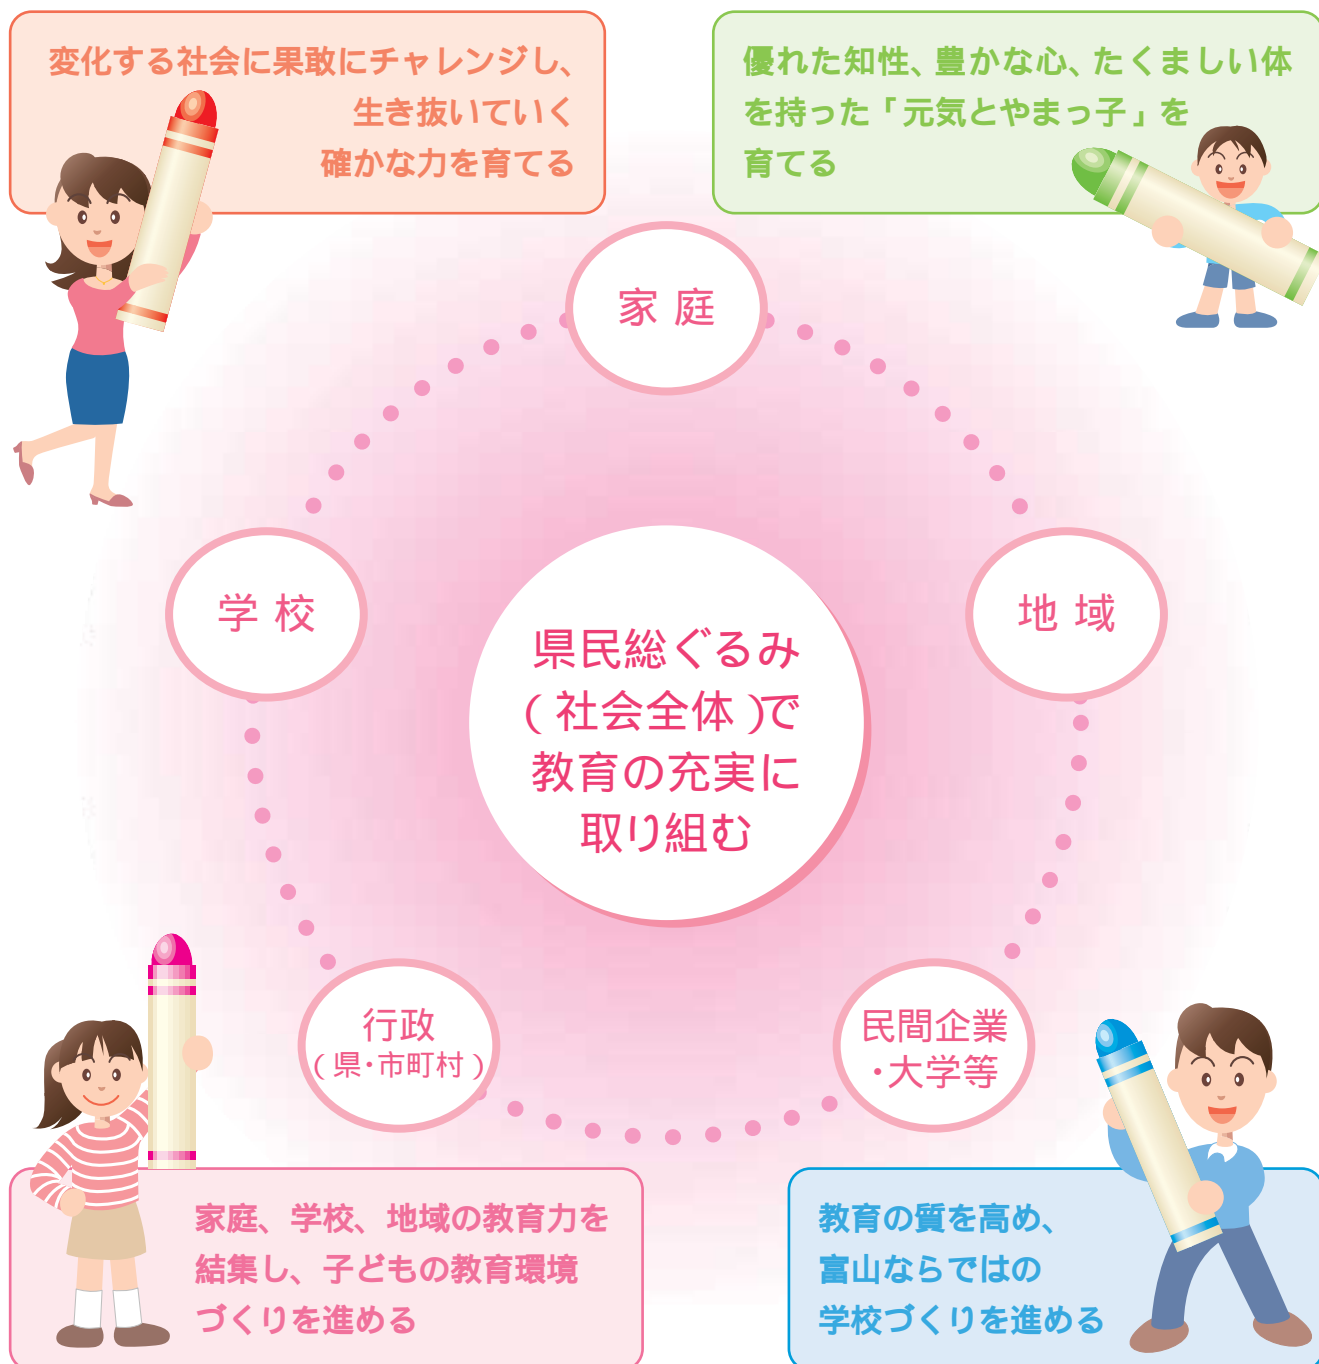 変化する社会に果敢にチャレンジし、
生き抜いていく
確かな力を育てる
優れた知性、豊かな心、たくましい体
を持った「元気とやまっ子」を
育てる
家庭
学校
地域
県民総ぐるみ
(社会全体)で
教育の充実に
取り組む
行政
(県・市町村)
民間企業
・大学等
家庭、学校、地域の教育力を
結集し、子どもの教育環境
づくりを進める
教育の質を高め、
富山ならではの
学校づくりを進める